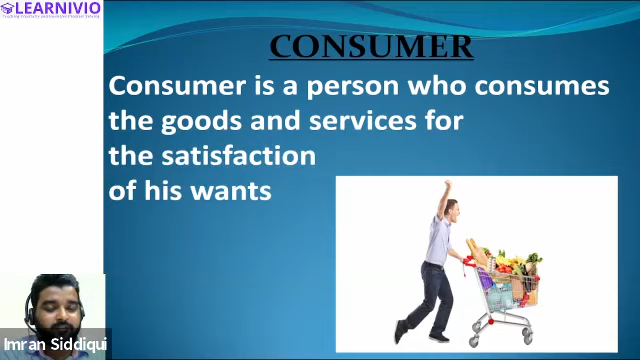 LEARNIVIO
CONSUMER
Consumer is a person who consumes
the goods and services for
the satisfaction
of his wants
Imran Siddiqui